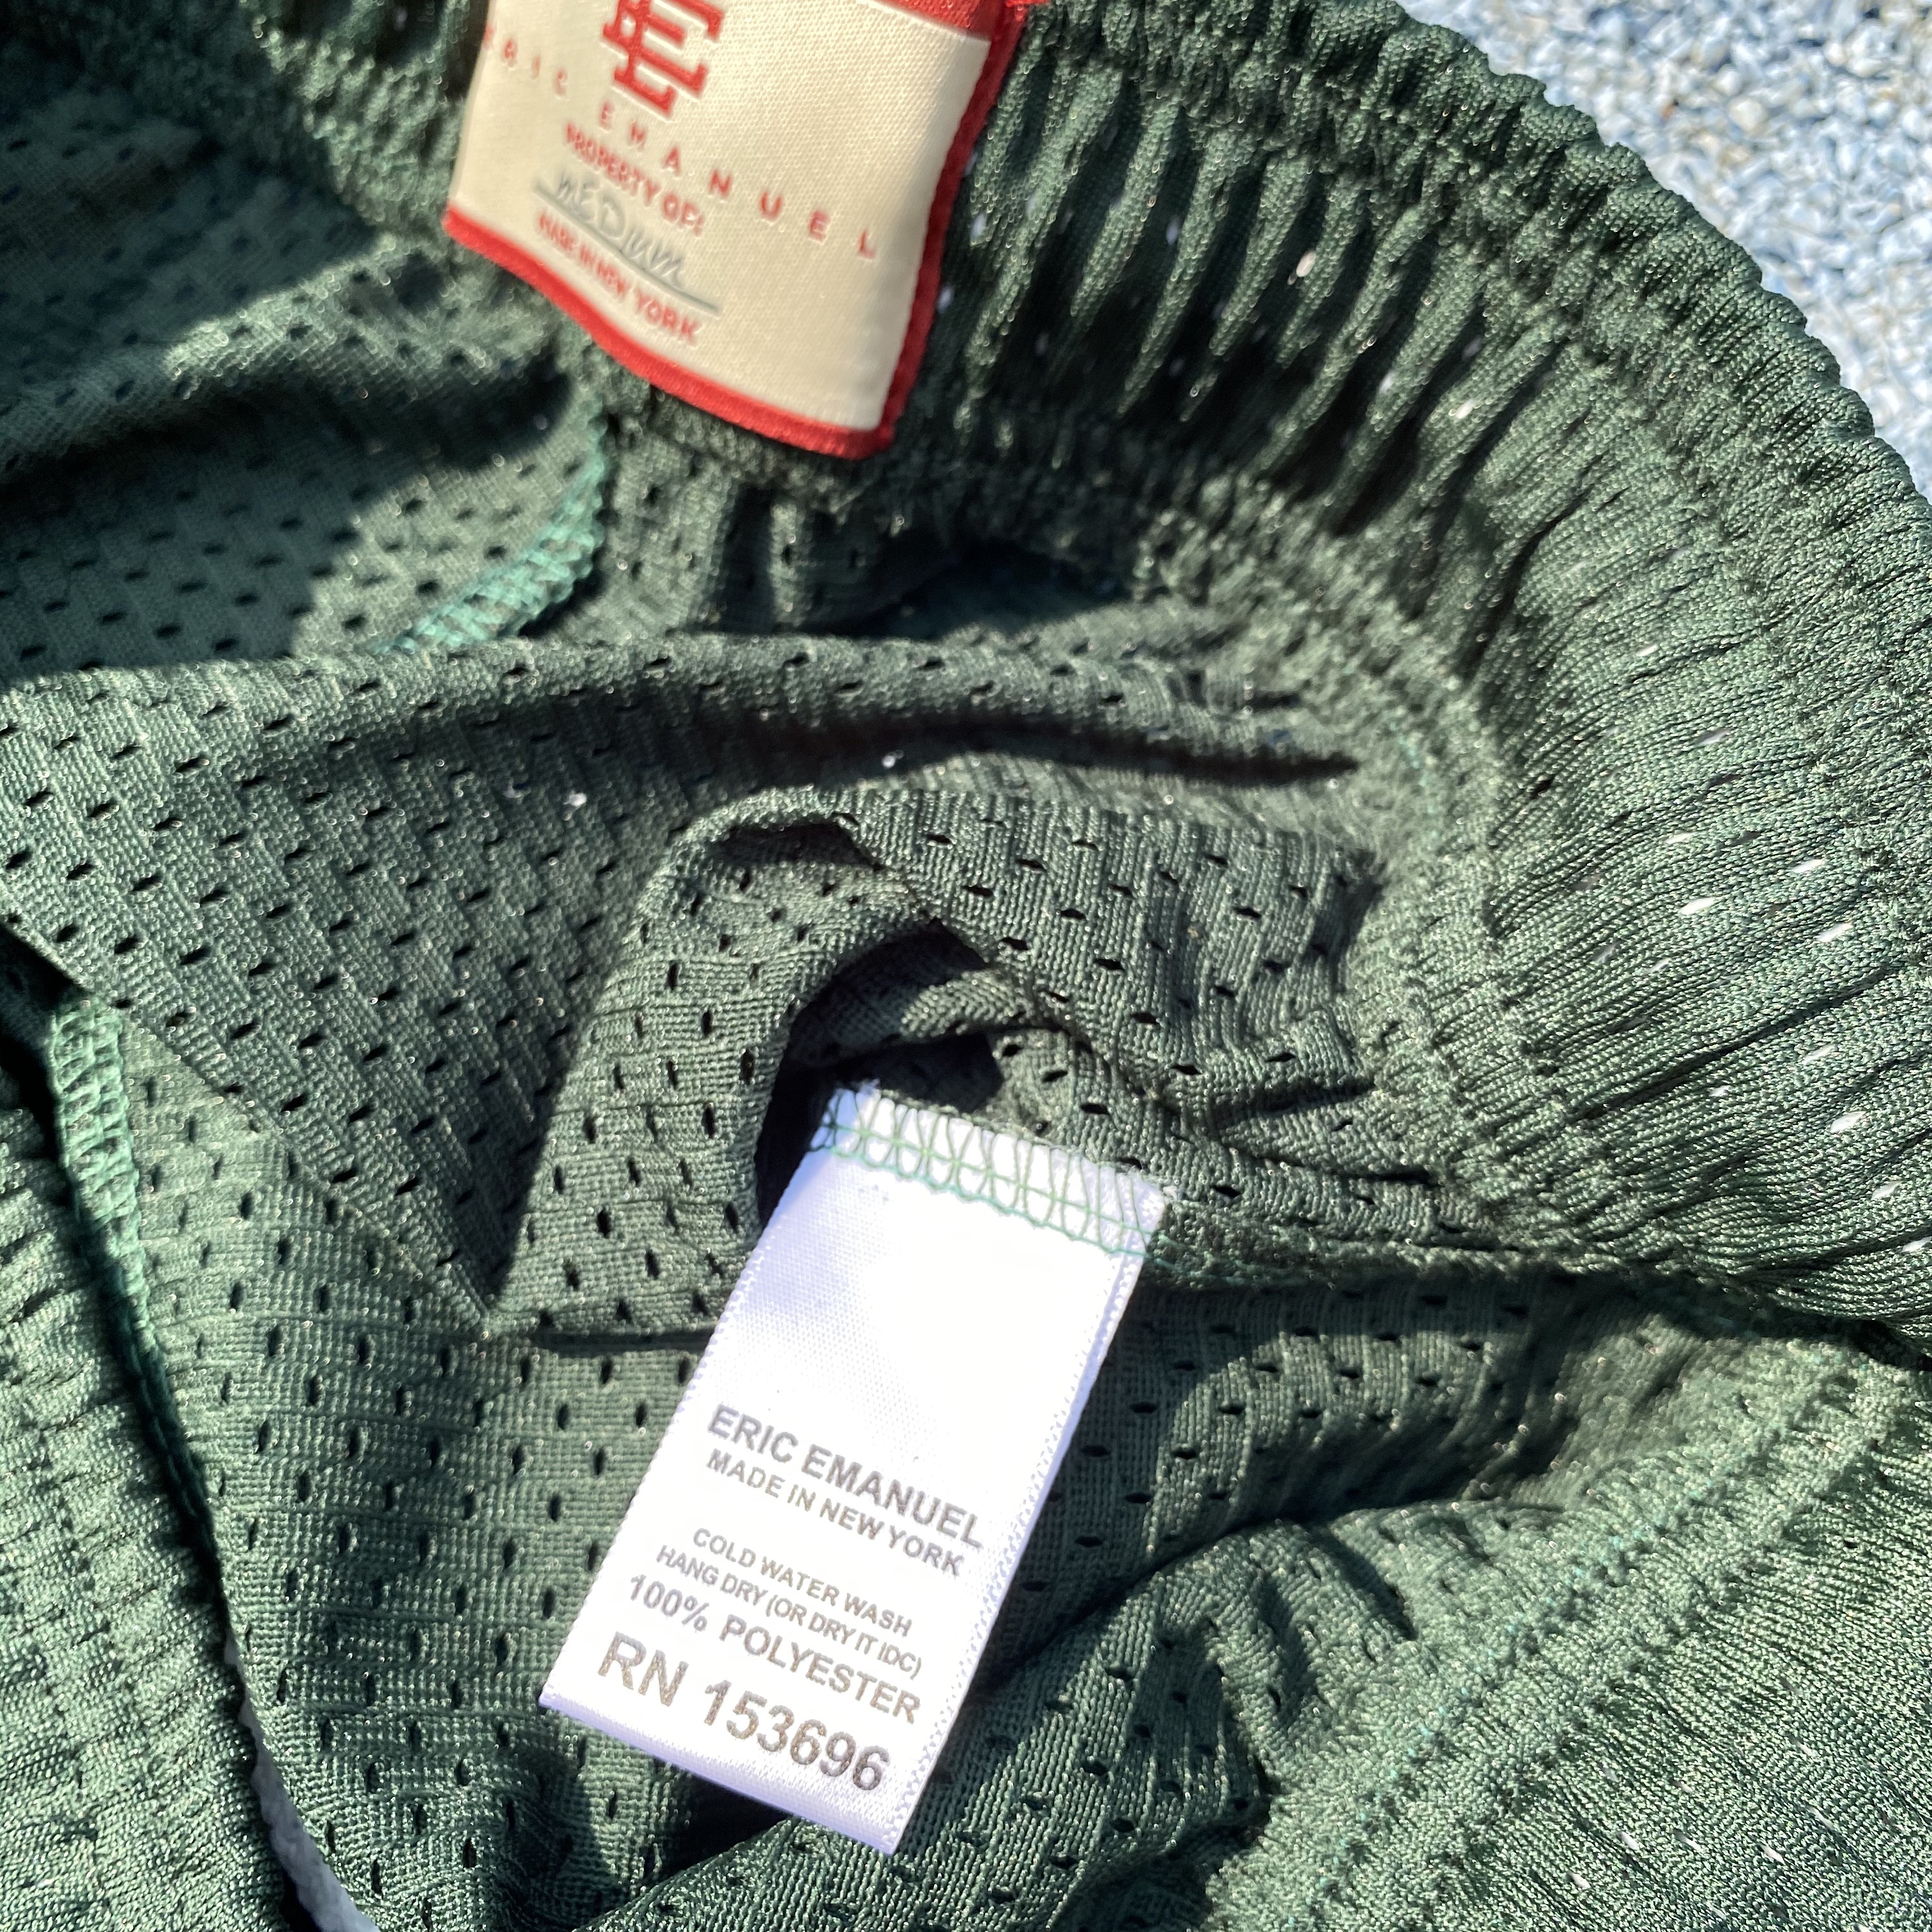 EE
ERIC EMANUEL
PROPERTY OF:
MEDIUM
MADE IN NEW YORK
ERIC EMANUEL
MADE IN NEW YORK
COLD WATER WASH
HANG DRY (OR DRY IT IDC)
100% POLYESTER
RN 153696